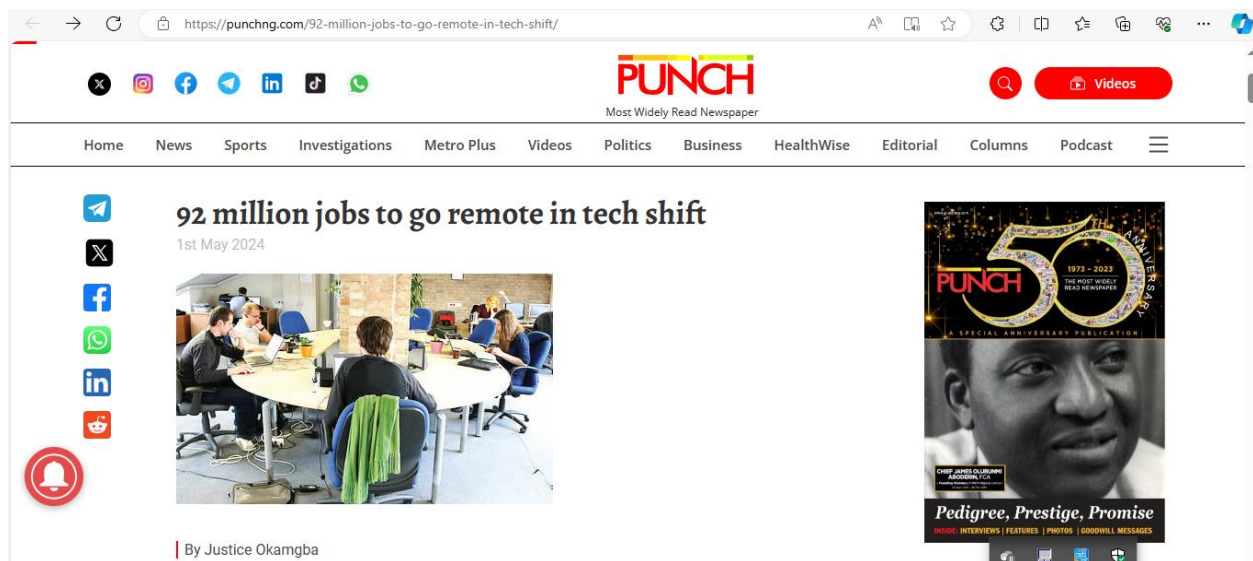 https://punchng.com/92-million-jobs-to-go-remote-in-tech-shift/
PUNCH
Most Widely Read Newspaper
Videos
Home News Sports Investigations Metro Plus Videos Politics Business HealthWise Editorial Columns Podcast
92 million jobs to go remote in tech shift
1st May 2024
By Justice Okamgba
50TH ANNIVERSARY
PUNCH
1973 - 2023
THE MOST WIDELY
READ NEWSPAPER
A SPECIAL ANNIVERSARY PUBLICATION
CHIEF JAMES OLUBUNMI
ABODERIN, FCA
Pedigree, Prestige, Promise
INSIDE: INTERVIEWS | FEATURES | PHOTOS | GOODWILL MESSAGES